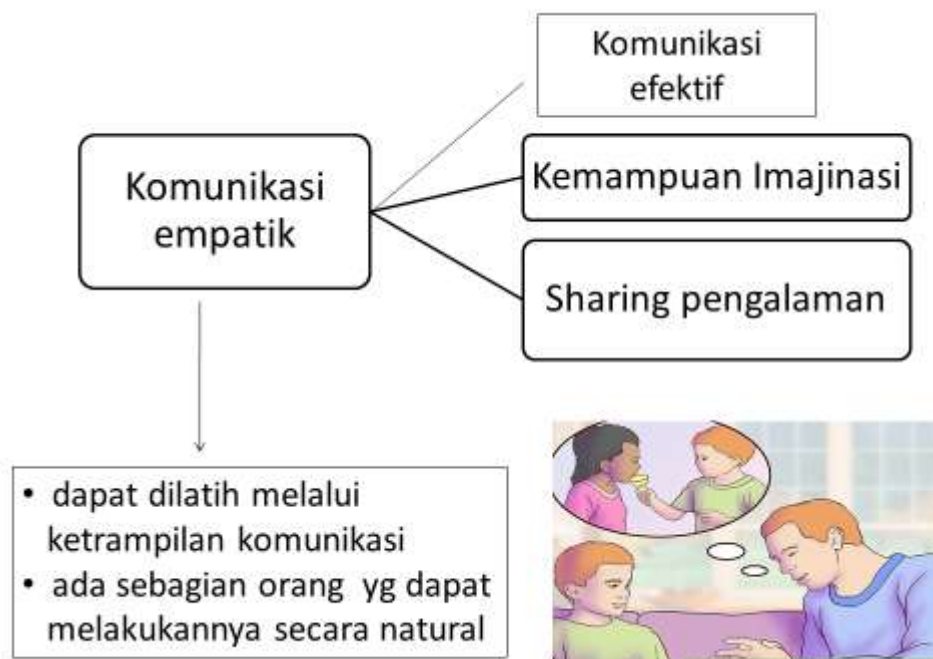 Komunikasi
efektif
Komunikasi
empatik
Kemampuan Imajinasi
Sharing pengalaman
• dapat dilatih melalui
ketrampilan komunikasi
• ada sebagian orang yg dapat
melakukannya secara natural